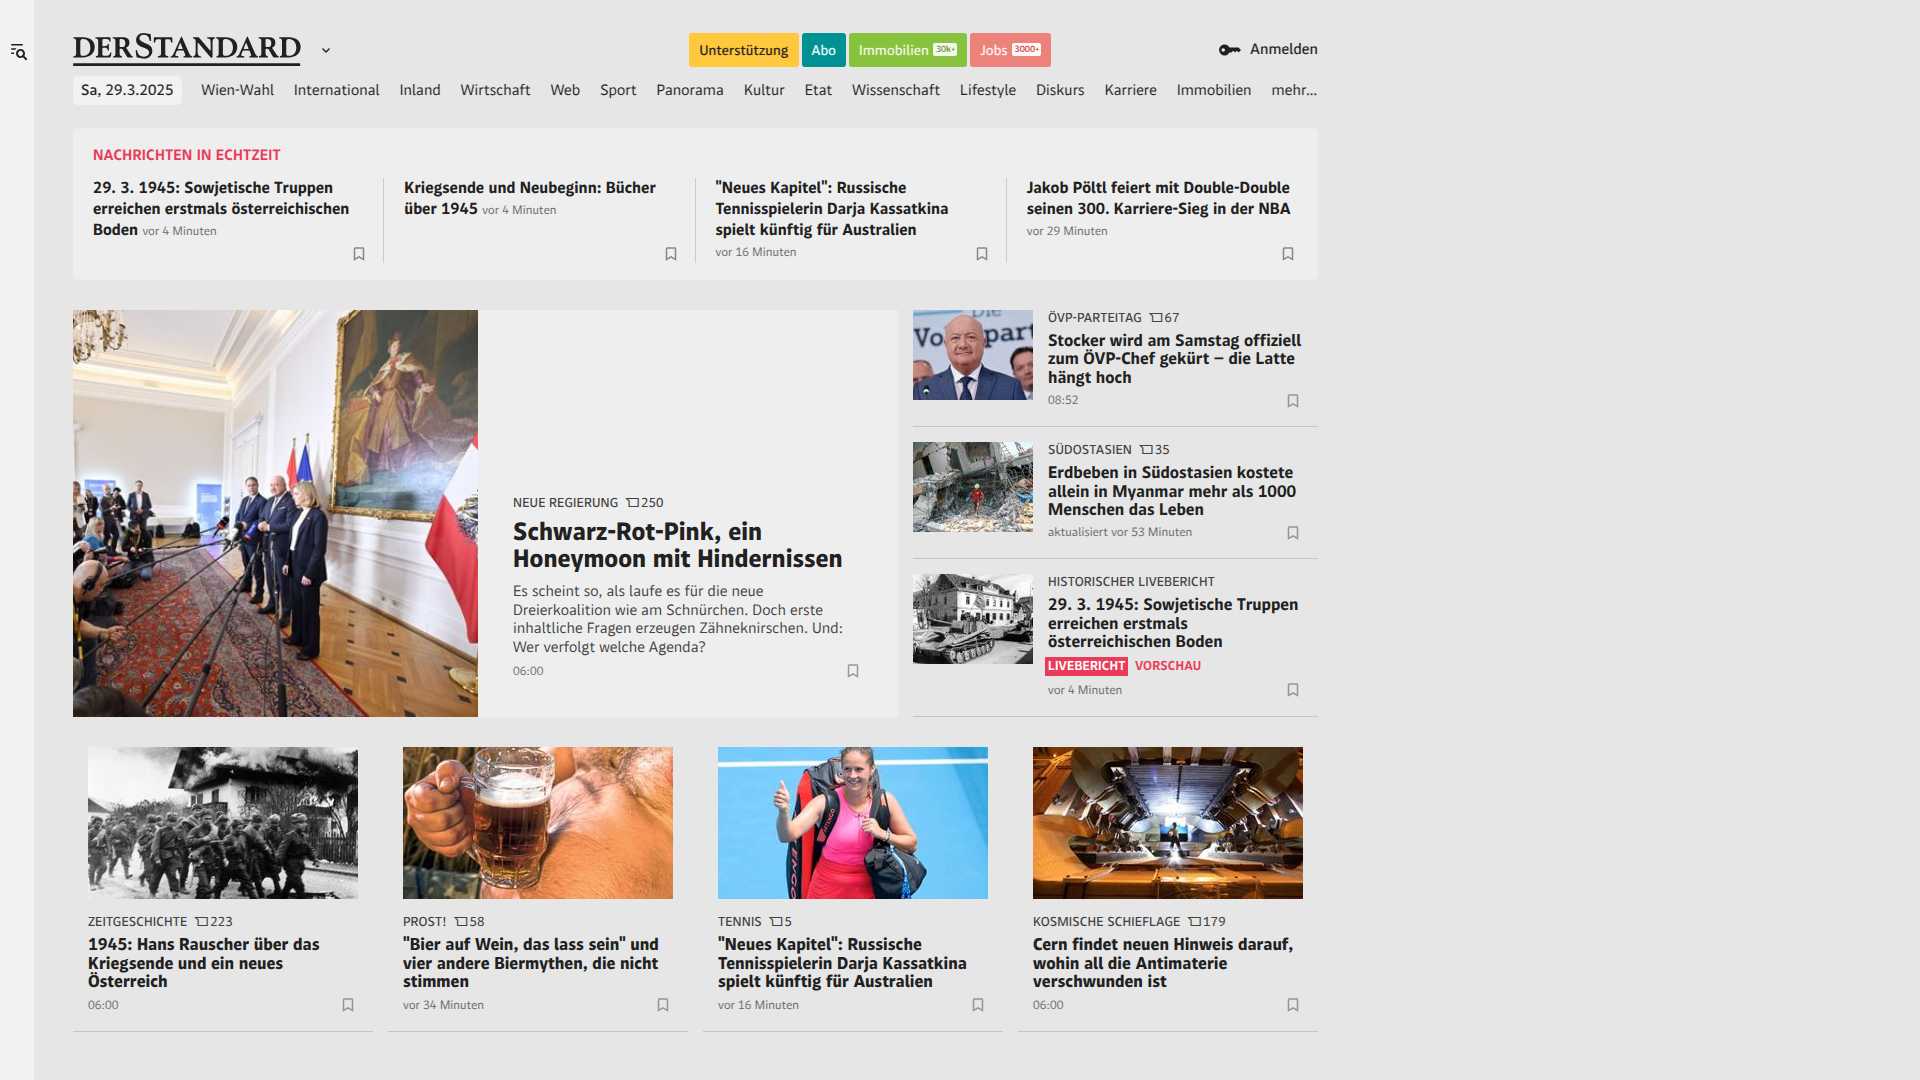 DERSTANDARD
Unterstützung
Abo
Immobilien 30k+
Jobs 3000+
Anmelden
Sa, 29.3.2025
Wien-Wahl
International
Inland
Wirtschaft
Web
Sport
Panorama
Kultur
Etat
Wissenschaft
Lifestyle
Diskurs
Karriere
Immobilien
mehr...
NACHRICHTEN IN ECHTZEIT
29. 3. 1945: Sowjetische Truppen
erreichen erstmals österreichischen
Boden vor 4 Minuten
Kriegsende und Neubeginn: Bücher
über 1945 vor 4 Minuten
"Neues Kapitel": Russische
Tennisspielerin Darja Kassatkina
spielt künftig für Australien
vor 16 Minuten
Jakob Pöltl feiert mit Double-Double
seinen 300. Karriere-Sieg in der NBA
vor 29 Minuten
NEUE REGIERUNG 250
Schwarz-Rot-Pink, ein
Honeymoon mit Hindernissen
Es scheint so, als laufe es für die neue
Dreierkoalition wie am Schnürchen. Doch erste
inhaltliche Fragen erzeugen Zähneknirschen. Und:
Wer verfolgt welche Agenda?
06:00
ÖVP-PARTEITAG 67
Stocker wird am Samstag offiziell
zum ÖVP-Chef gekürt – die Latte
hängt hoch
08:52
SÜDOSTASIEN 35
Erdbeben in Südostasien kostete
allein in Myanmar mehr als 1000
Menschen das Leben
aktualisiert vor 53 Minuten
HISTORISCHER LIVEBERICHT
29. 3. 1945: Sowjetische Truppen
erreichen erstmals
österreichischen Boden
LIVEBERICHT VORSCHAU
vor 4 Minuten
ZEITGESCHICHTE 223
1945: Hans Rauscher über das
Kriegsende und ein neues
Österreich
06:00
PROST! 58
"Bier auf Wein, das lass sein" und
vier andere Biermythen, die nicht
stimmen
vor 34 Minuten
TENNIS 5
"Neues Kapitel": Russische
Tennisspielerin Darja Kassatkina
spielt künftig für Australien
vor 16 Minuten
KOSMISCHE SCHIEFLAGE 179
Cern findet neuen Hinweis darauf,
wohin all die Antimaterie
verschwunden ist
06:00